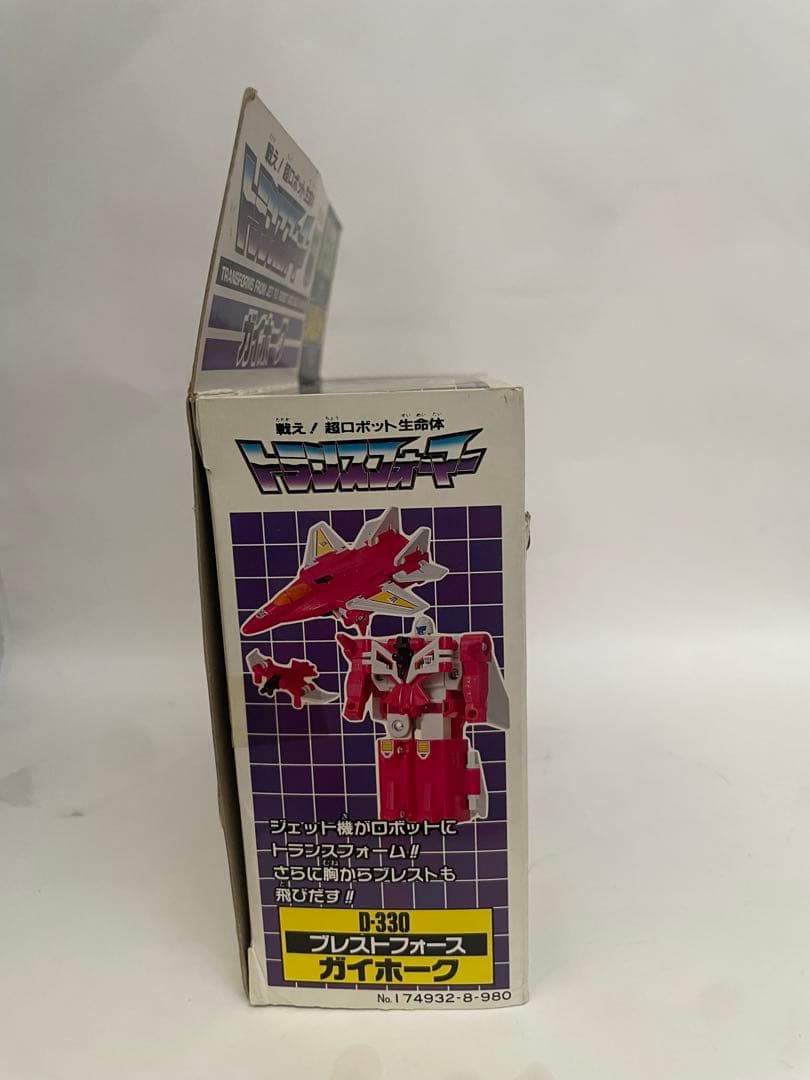 戦え! 超ロボット生命体
トランスフォーマー
TRANSFORMS FROM JET TO ROBOT
ガイホーク
戦え! 超ロボット生命体
トランスフォーマー
ジェット機がロボットに
トランスフォーム!!
さらに胸からブレストも
飛びだす!!
D-330
ブレストフォース
ガイホーク
No.174932-8-980